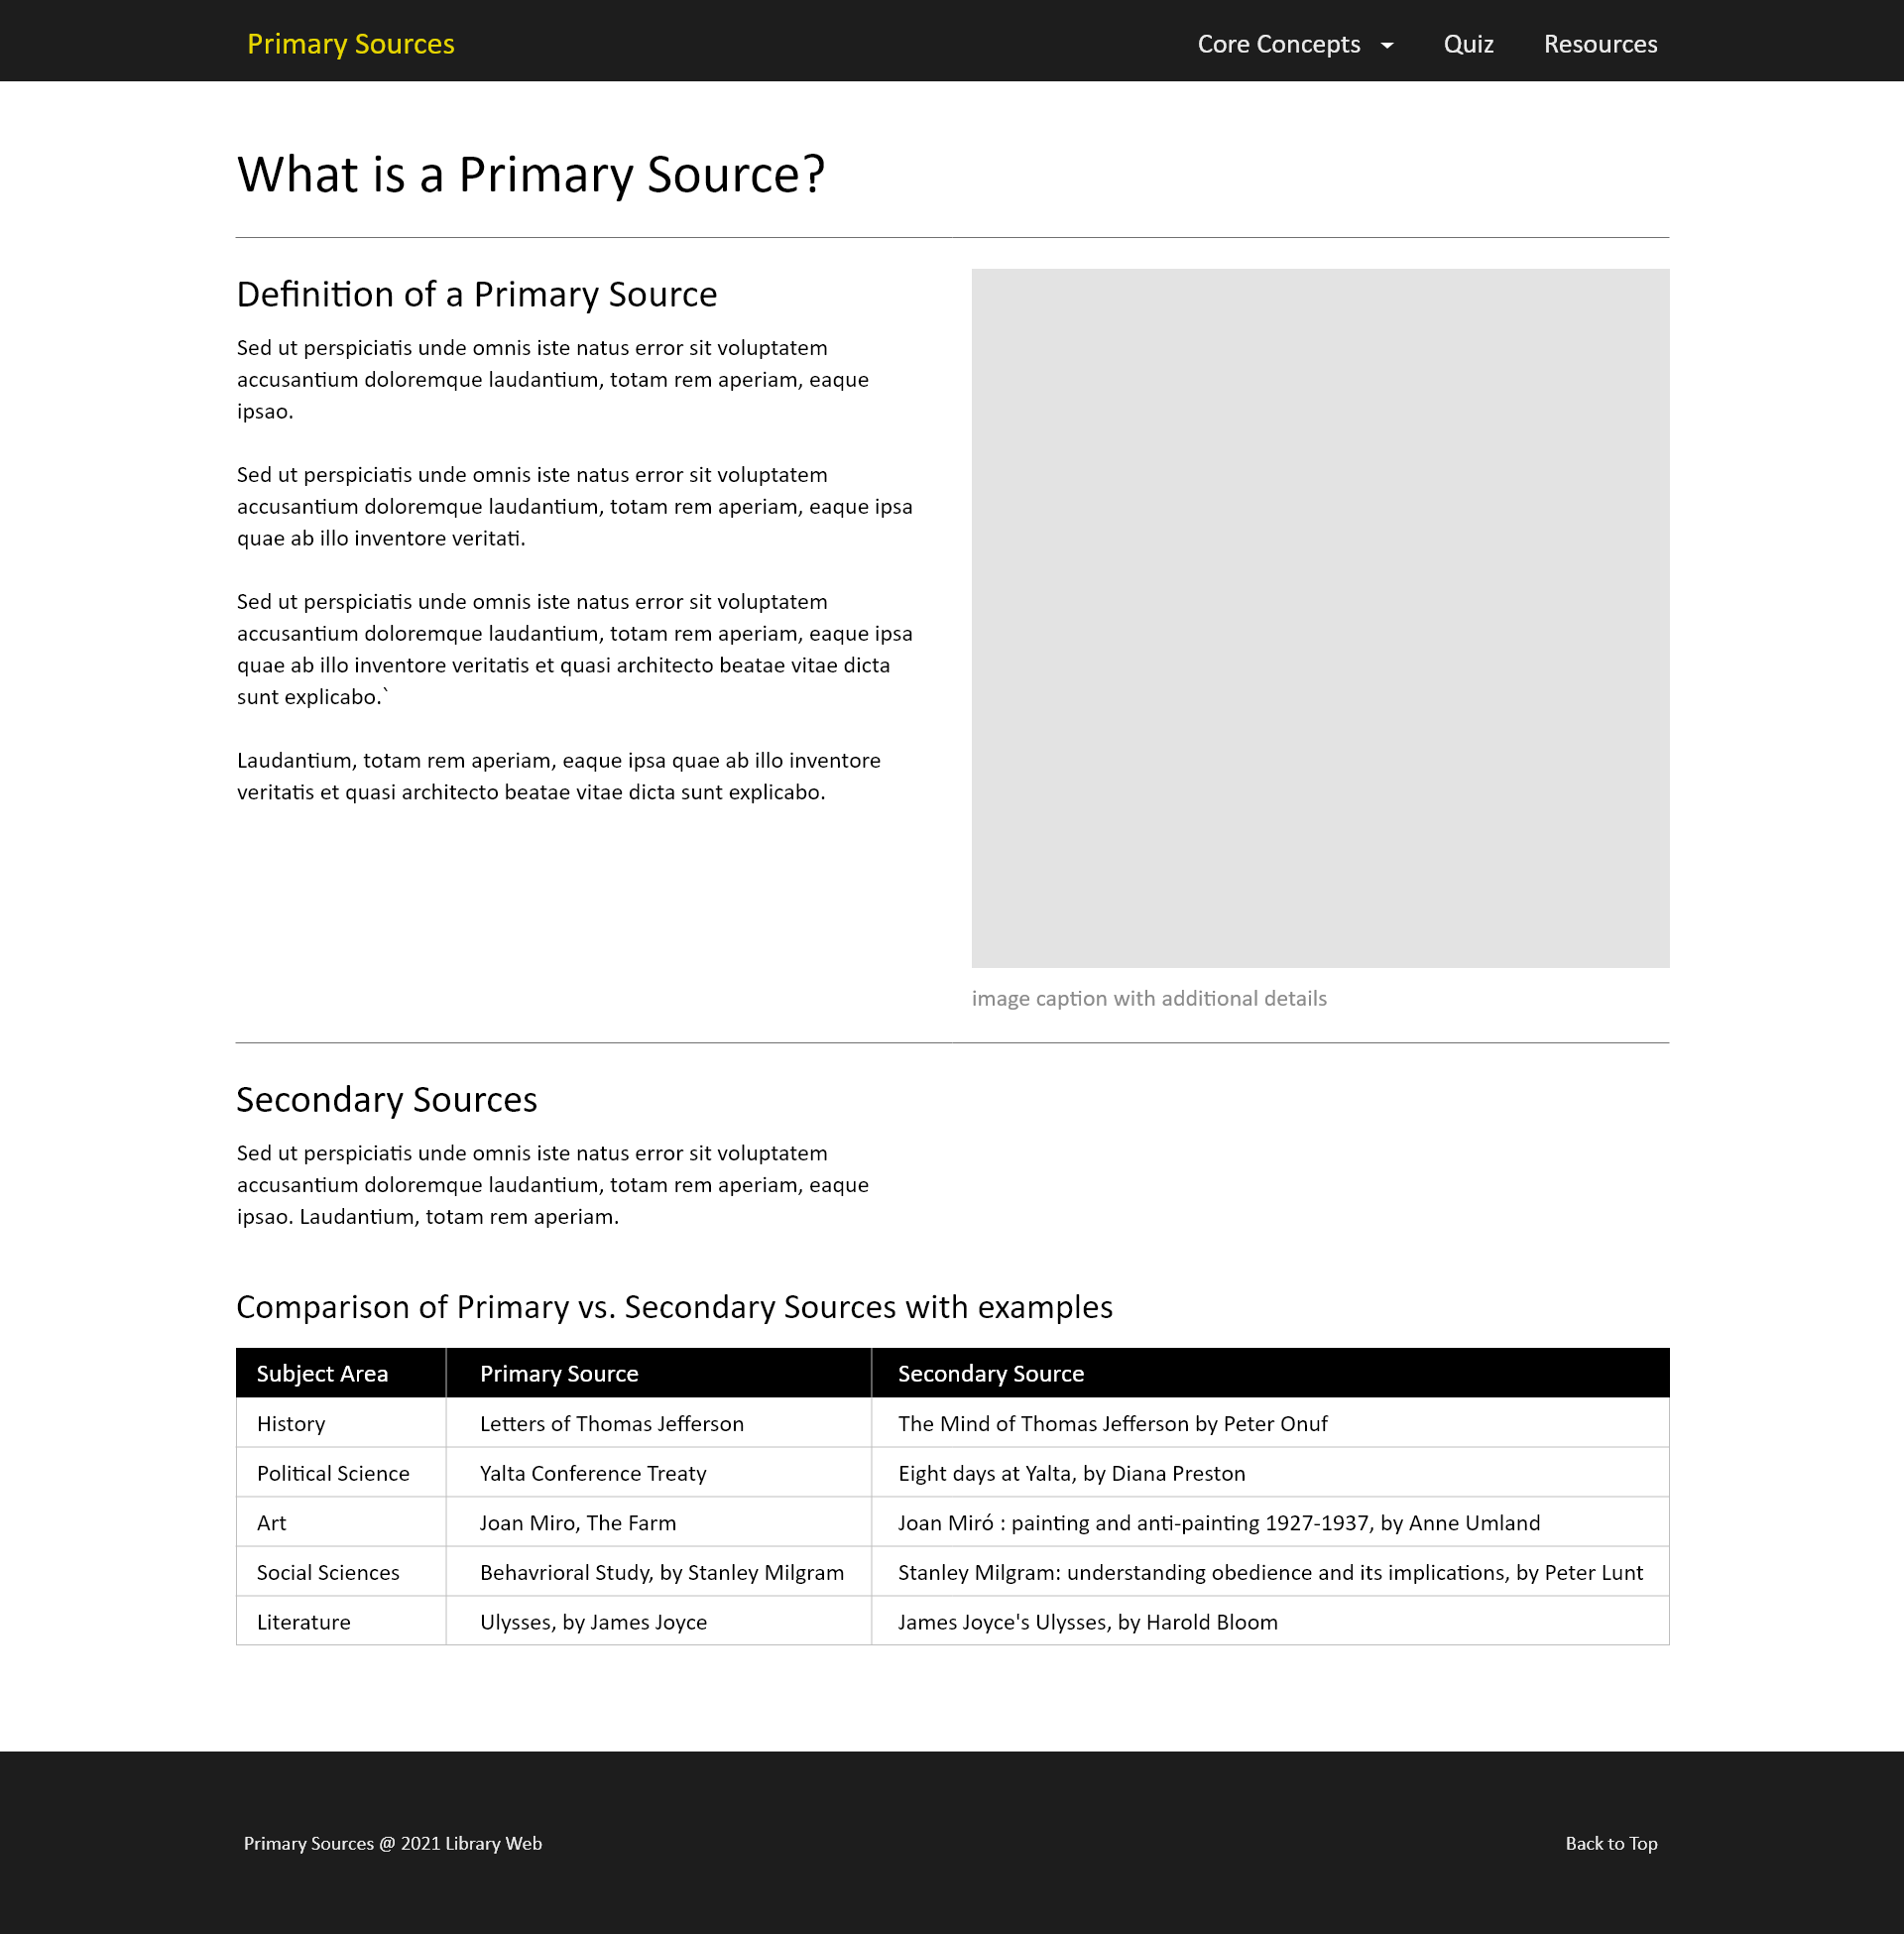 Primary Sources
Core Concepts
Quiz
Resources
What is a Primary Source?
Definition of a Primary Source
Sed ut perspiciatis unde omnis iste natus error sit voluptatem
accusantium doloremque laudantium, totam rem aperiam, eaque
ipsao.
Sed ut perspiciatis unde omnis iste natus error sit voluptatem
accusantium doloremque laudantium, totam rem aperiam, eaque ipsa
quae ab illo inventore veritati.
Sed ut perspiciatis unde omnis iste natus error sit voluptatem
accusantium doloremque laudantium, totam rem aperiam, eaque ipsa
quae ab illo inventore veritatis et quasi architecto beatae vitae dicta
sunt explicabo.`
Laudantium, totam rem aperiam, eaque ipsa quae ab illo inventore
veritatis et quasi architecto beatae vitae dicta sunt explicabo.
image caption with additional details
Secondary Sources
Sed ut perspiciatis unde omnis iste natus error sit voluptatem
accusantium doloremque laudantium, totam rem aperiam, eaque
ipsao. Laudantium, totam rem aperiam.
Comparison of Primary vs. Secondary Sources with examples
Subject Area Primary Source Secondary Source
History Letters of Thomas Jefferson The Mind of Thomas Jefferson by Peter Onuf
Political Science Yalta Conference Treaty Eight days at Yalta, by Diana Preston
Art Joan Miro, The Farm Joan Miró : painting and anti-painting 1927-1937, by Anne Umland
Social Sciences Behavrioral Study, by Stanley Milgram Stanley Milgram: understanding obedience and its implications, by Peter Lunt
Literature Ulysses, by James Joyce James Joyce's Ulysses, by Harold Bloom
Primary Sources @ 2021 Library Web
Back to Top